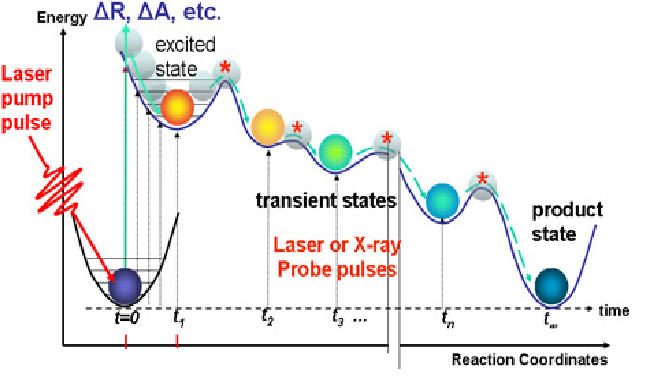 Energy
ΔR, ΔA, etc.
excited
state
Laser
pump
pulse
*
*
*
*
transient states
Laser or X-ray
Probe pulses
product
state
t=0
t1
t2
t3 ...
tn
t∞
time
Reaction Coordinates